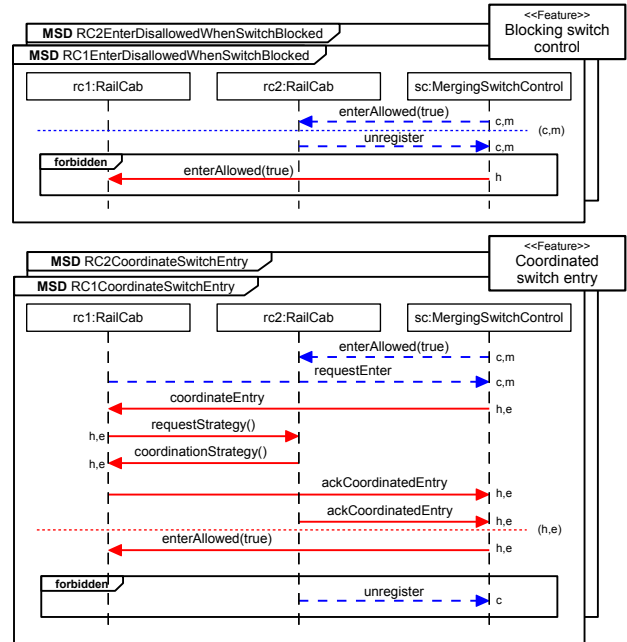 <<Feature>>
Blocking switch
control
MSD RC2EnterDisallowedWhenSwitchBlocked
MSD RC1EnterDisallowedWhenSwitchBlocked
rc1:RailCab
rc2:RailCab
sc:MergingSwitchControl
enterAllowed(true)
c,m
(c,m)
unregister
c,m
forbidden
enterAllowed(true)
h
<<Feature>>
Coordinated
switch entry
MSD RC2CoordinateSwitchEntry
MSD RC1CoordinateSwitchEntry
rc1:RailCab
rc2:RailCab
sc:MergingSwitchControl
enterAllowed(true)
c,m
requestEnter
c,m
coordinateEntry
h,e
requestStrategy()
h,e
coordinationStrategy()
h,e
ackCoordinatedEntry
h,e
ackCoordinatedEntry
h,e
(h,e)
enterAllowed(true)
h,e
forbidden
unregister
c